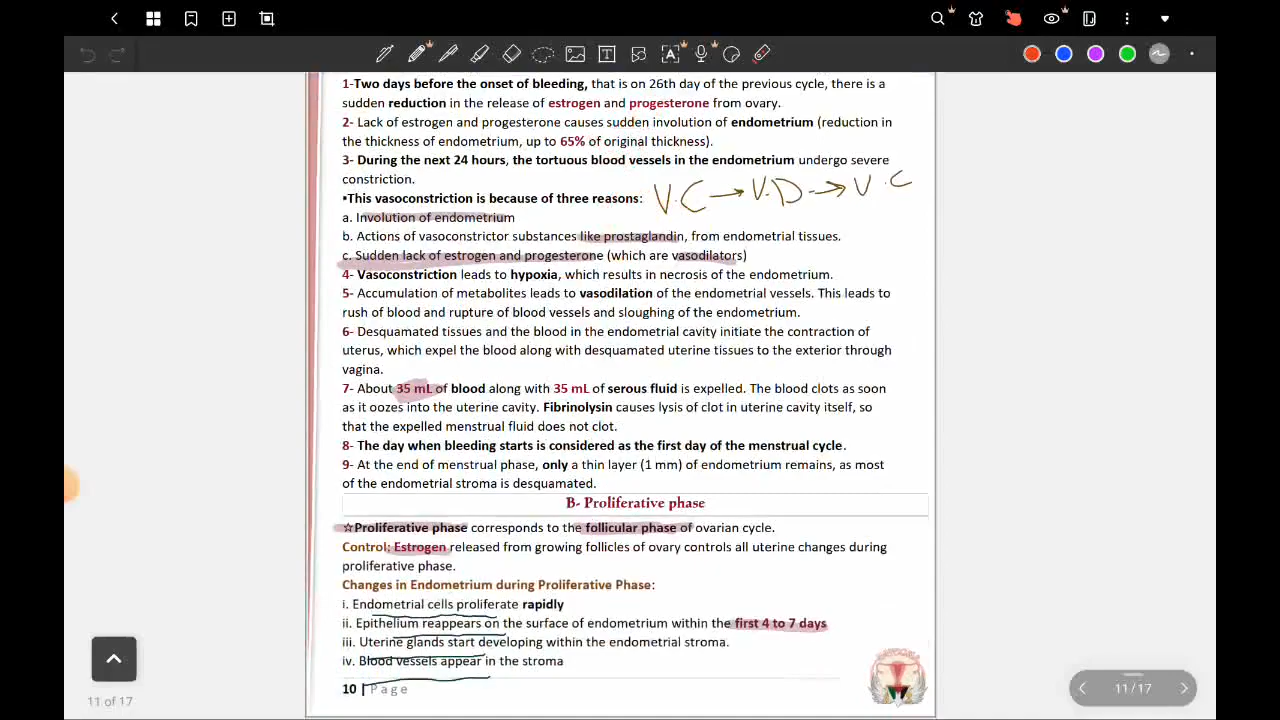 1-Two days before the onset of bleeding, that is on 26th day of the previous cycle, there is a
sudden reduction in the release of estrogen and progesterone from ovary.
2- Lack of estrogen and progesterone causes sudden involution of endometrium (reduction in
the thickness of endometrium, up to 65% of original thickness).
3- During the next 24 hours, the tortuous blood vessels in the endometrium undergo severe
constriction.
V.C → V.D → V.C
▪This vasoconstriction is because of three reasons:
a. Involution of endometrium
b. Actions of vasoconstrictor substances like prostaglandin, from endometrial tissues.
c. Sudden lack of estrogen and progesterone (which are vasodilators)
4- Vasoconstriction leads to hypoxia, which results in necrosis of the endometrium.
5- Accumulation of metabolites leads to vasodilation of the endometrial vessels. This leads to
rush of blood and rupture of blood vessels and sloughing of the endometrium.
6- Desquamated tissues and the blood in the endometrial cavity initiate the contraction of
uterus, which expel the blood along with desquamated uterine tissues to the exterior through
vagina.
7- About 35 mL of blood along with 35 mL of serous fluid is expelled. The blood clots as soon
as it oozes into the uterine cavity. Fibrinolysin causes lysis of clot in uterine cavity itself, so
that the expelled menstrual fluid does not clot.
8- The day when bleeding starts is considered as the first day of the menstrual cycle.
9- At the end of menstrual phase, only a thin layer (1 mm) of endometrium remains, as most
of the endometrial stroma is desquamated.
B- Proliferative phase
☆Proliferative phase corresponds to the follicular phase of ovarian cycle.
Control: Estrogen released from growing follicles of ovary controls all uterine changes during
proliferative phase.
Changes in Endometrium during Proliferative Phase:
i. Endometrial cells proliferate rapidly
ii. Epithelium reappears on the surface of endometrium within the first 4 to 7 days
iii. Uterine glands start developing within the endometrial stroma.
iv. Blood vessels appear in the stroma
10 | Page
11 of 17
11/17